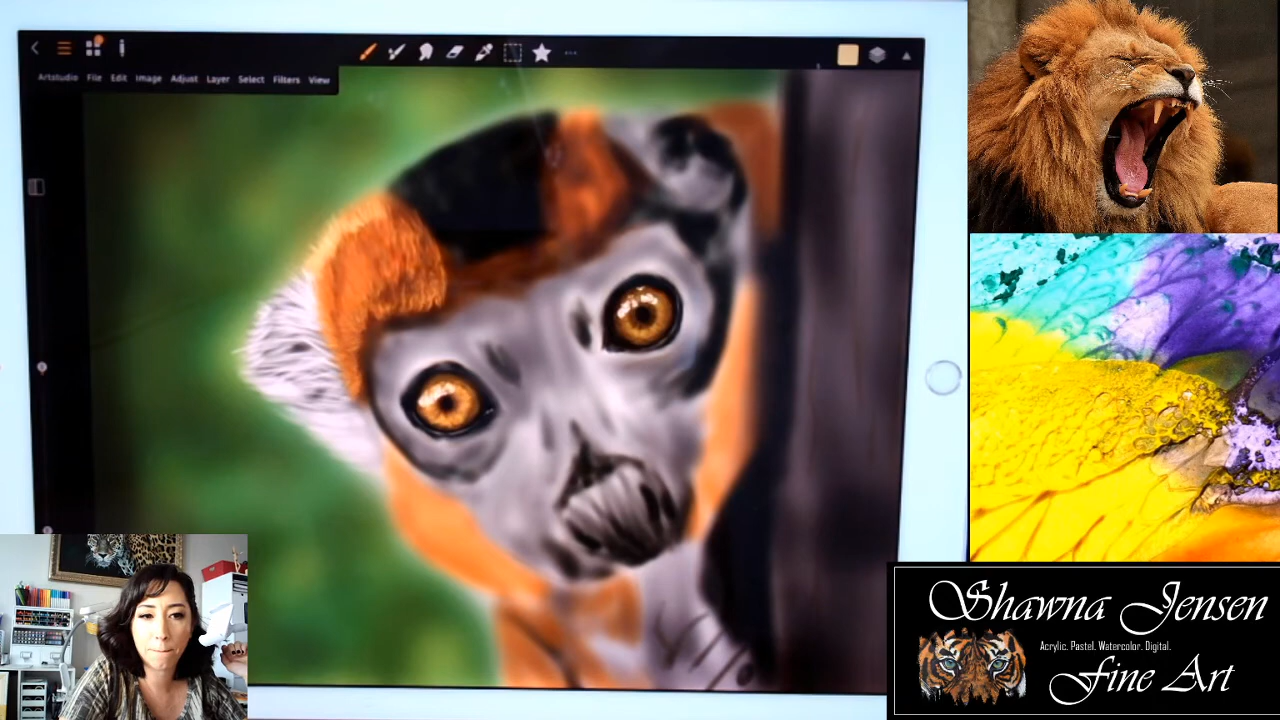 Artstudio File Edit Image Adjust Layer Select Filters View
Shawna Jensen
Acrylic. Pastel. Watercolor. Digital.
Fine Art